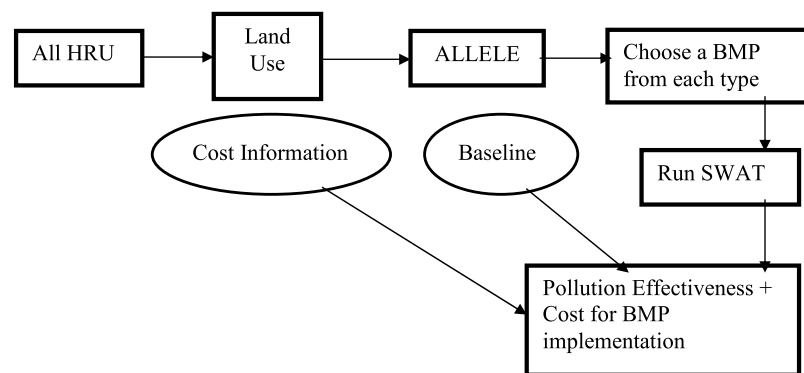 All HRU
Land
Use
ALLELE
Choose a BMP
from each type
Cost Information
Baseline
Run SWAT
Pollution Effectiveness +
Cost for BMP
implementation